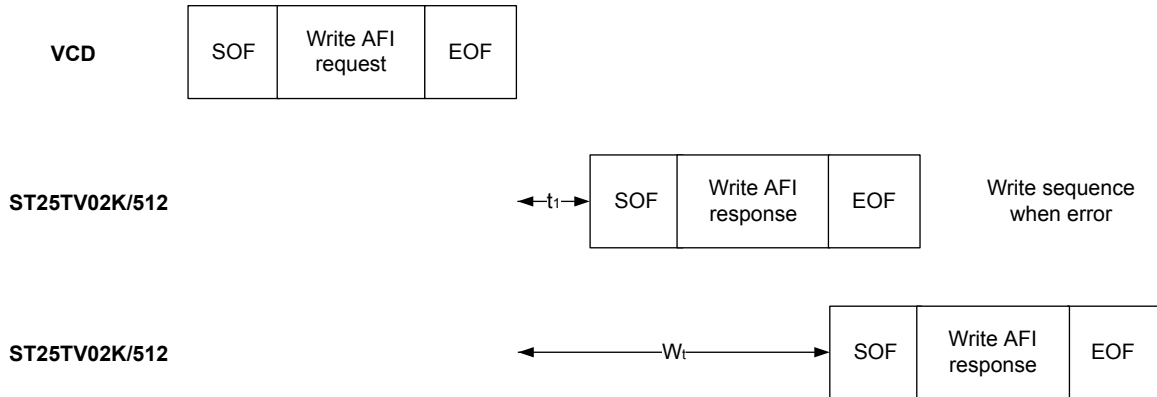 VCD
SOF
Write AFI
request
EOF
ST25TV02K/512
t1
SOF
Write AFI
response
EOF
Write sequence
when error
ST25TV02K/512
Wt
SOF
Write AFI
response
EOF